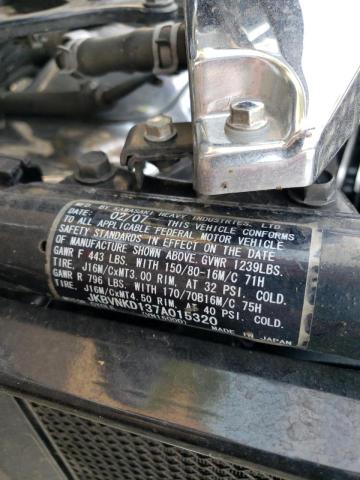 MFD. BY KAWASAKI HEAVY INDUSTRIES, LTD.
DATE: 02/07 THIS VEHICLE CONFORMS
TO ALL APPLICABLE FEDERAL MOTOR VEHICLE
SAFETY STANDARDS IN EFFECT ON THE DATE
OF MANUFACTURE SHOWN ABOVE. GVWR 1239LBS.
GAWR F 443 LBS. WITH 150/80-16M/C 71H
TIRE: J16M/CxMT3.00 RIM, AT 32 PSI. COLD.
GAWR R 796 LBS. WITH 170/70B16M/C 75H
TIRE: J16M/CxMT4.50 RIM, AT 40 PSI. COLD.
JKBVNKD137A015320
MADE IN JAPAN